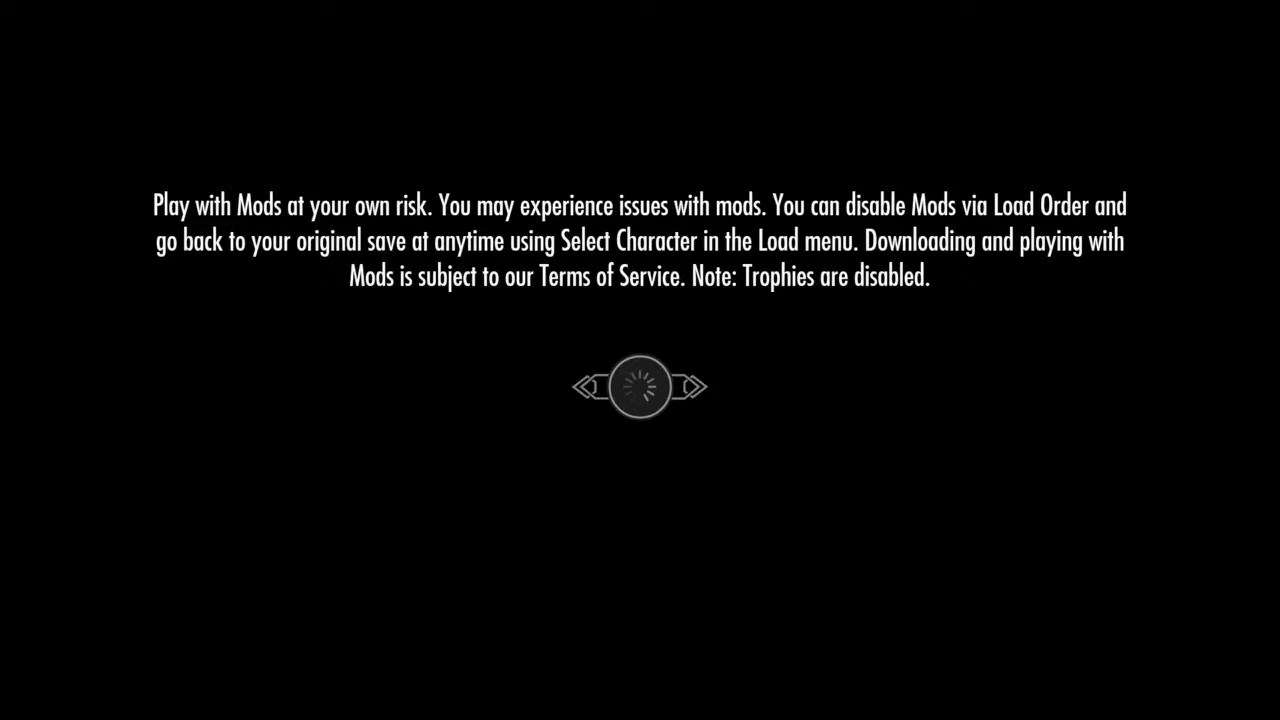 Play with Mods at your own risk. You may experience issues with mods. You can disable Mods via Load Order and
go back to your original save at anytime using Select Character in the Load menu. Downloading and playing with
Mods is subject to our Terms of Service. Note: Trophies are disabled.